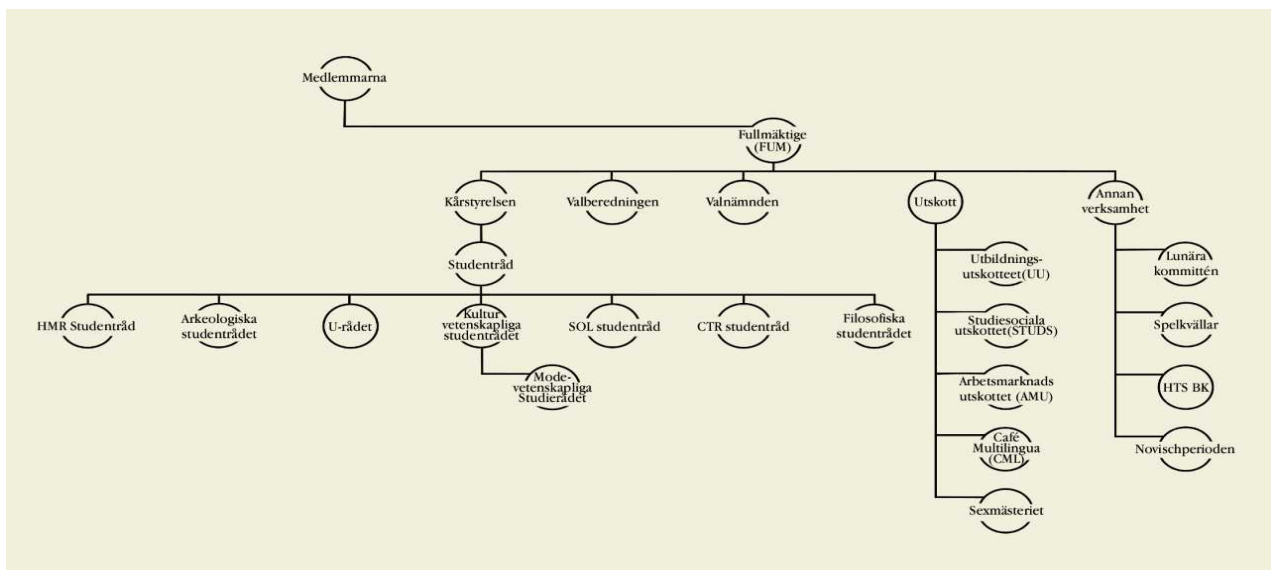 Medlemmarna
Fullmäktige
(FUM)
Kårstyrelsen
Valberedningen
Valnämnden
Utskott
Annan
verksamhet
Studentråd
HMR Studentråd
Arkeologiska
studentrådet
U-rådet
Kultur
vetenskapliga
studentrådet
SOL studentråd
CTR studentråd
Filosofiska
studentrådet
Mode-
vetenskapliga
Studierådet
Utbildnings-
utskotteet(UU)
Studiesociala
utskottet(STUDS)
Arbetsmarknads
utskottet (AMU)
Café
Multilingua
(CML)
Sexmästeriet
Lunära
kommittén
Spelkvällar
HTS BK
Novischperioden